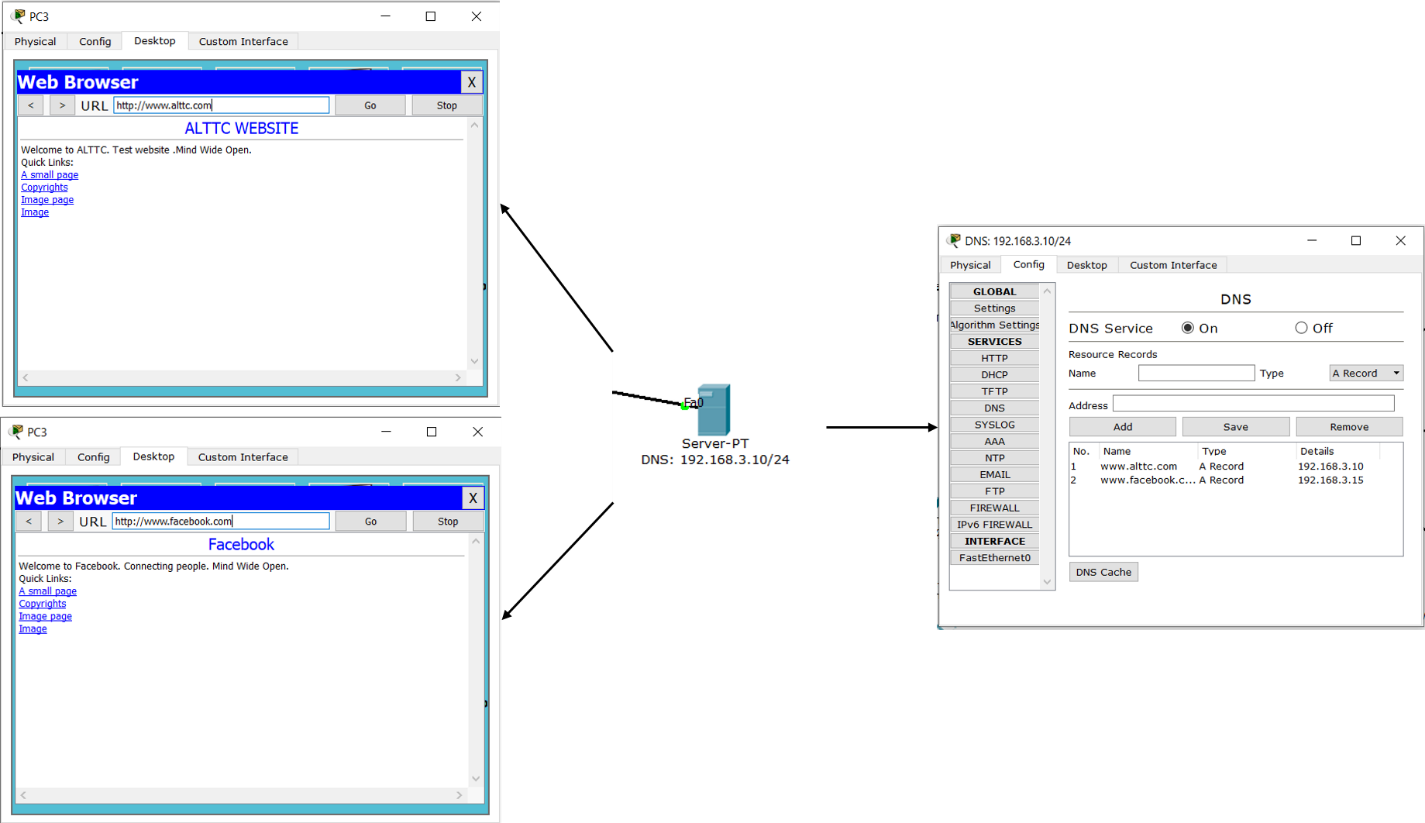 PC3
Physical Config Desktop Custom Interface
Web Browser X
< > URL http://www.alttc.com Go Stop
ALTTC WEBSITE
Welcome to ALTTC. Test website .Mind Wide Open.
Quick Links:
A small page
Copyrights
Image page
Image
PC3
Physical Config Desktop Custom Interface
Web Browser X
< > URL http://www.facebook.com Go Stop
Facebook
Welcome to Facebook. Connecting people. Mind Wide Open.
Quick Links:
A small page
Copyrights
Image page
Image
Fa0
Server-PT
DNS: 192.168.3.10/24
DNS: 192.168.3.10/24
Physical Config Desktop Custom Interface
GLOBAL
Settings
Algorithm Settings
SERVICES
HTTP
DHCP
TFTP
DNS
SYSLOG
AAA
NTP
EMAIL
FTP
FIREWALL
IPv6 FIREWALL
INTERFACE
FastEthernet0
DNS
DNS Service On Off
Resource Records
Name Type A Record
Address
Add Save Remove
No. Name Type Details
1 www.alttc.com A Record 192.168.3.10
2 www.facebook.c... A Record 192.168.3.15
DNS Cache